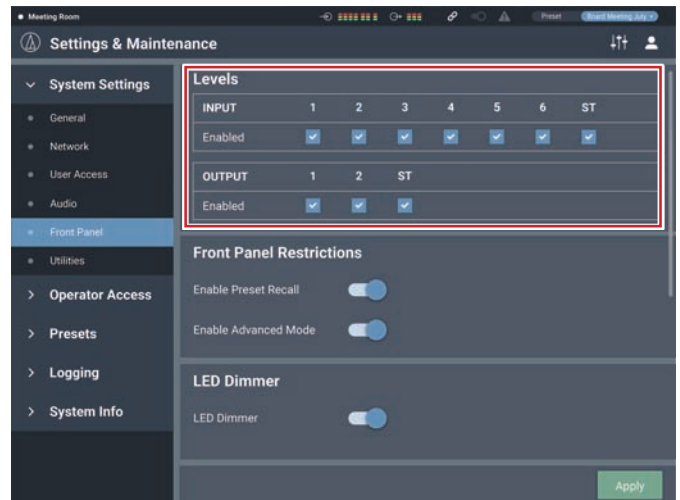 Meeting Room
Preset Board Meeting July
Settings & Maintenance
System Settings
General
Network
User Access
Audio
Front Panel
Utilities
Operator Access
Presets
Logging
System Info
Levels
INPUT 1 2 3 4 5 6 ST
Enabled
OUTPUT 1 2 ST
Enabled
Front Panel Restrictions
Enable Preset Recall
Enable Advanced Mode
LED Dimmer
LED Dimmer
Apply